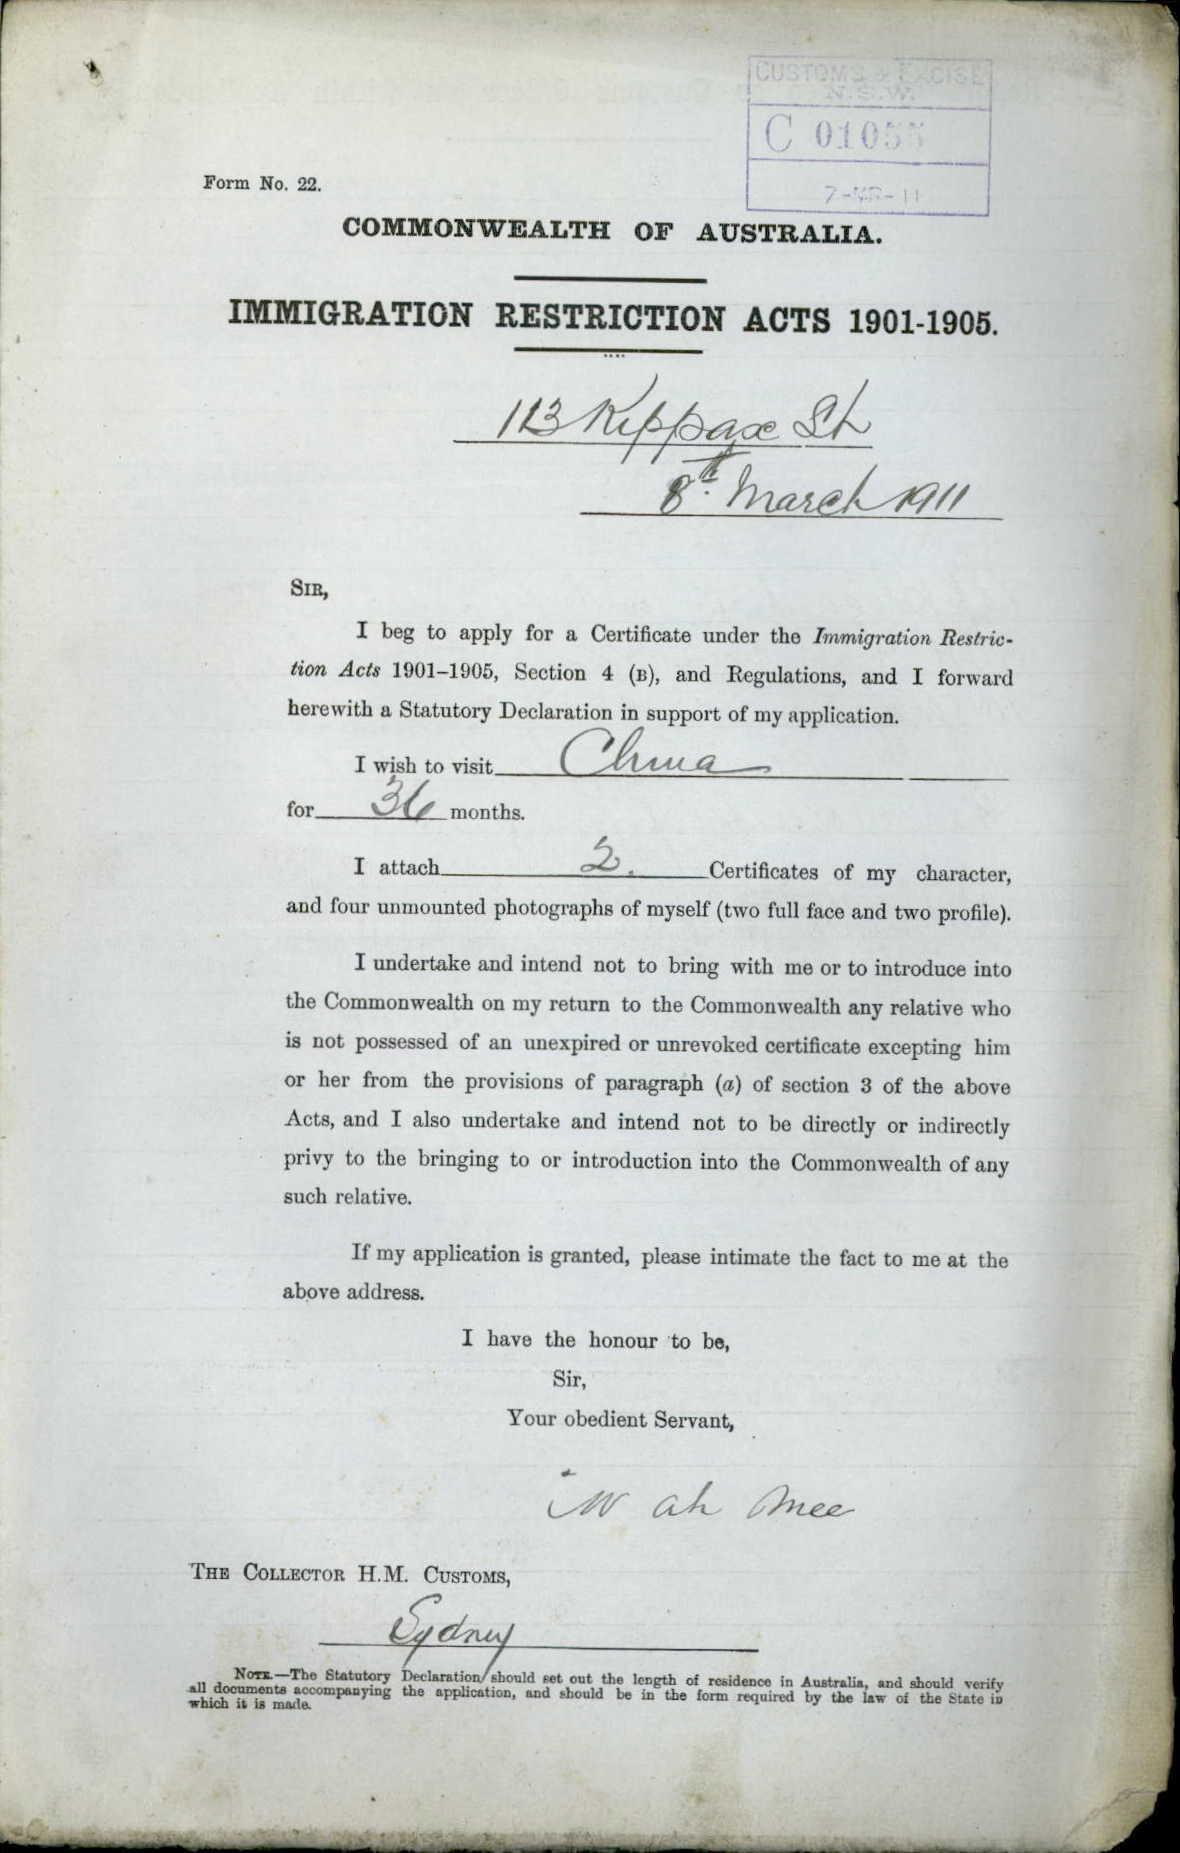 CUSTOMS & EXCISE
N.S.W.
C 01055
7-MR-11
Form No. 22.
COMMONWEALTH OF AUSTRALIA.
IMMIGRATION RESTRICTION ACTS 1901-1905.
113 Kippax St
8th. March 1911
SIR,
I beg to apply for a Certificate under the Immigration Restric-
tion Acts 1901–1905, Section 4 (B), and Regulations, and I forward
herewith a Statutory Declaration in support of my application.
I wish to visit China
for 36 months.
I attach 2. Certificates of my character,
and four unmounted photographs of myself (two full face and two profile).
I undertake and intend not to bring with me or to introduce into
the Commonwealth on my return to the Commonwealth any relative who
is not possessed of an unexpired or unrevoked certificate excepting him
or her from the provisions of paragraph (a) of section 3 of the above
Acts, and I also undertake and intend not to be directly or indirectly
privy to the bringing to or introduction into the Commonwealth of any
such relative.
If my application is granted, please intimate the fact to me at the
above address.
I have the honour to be,
Sir,
Your obedient Servant,
W ah Mee
THE COLLECTOR H.M. CUSTOMS,
Sydney
NOTE.—The Statutory Declaration should set out the length of residence in Australia, and should verify
all documents accompanying the application, and should be in the form required by the law of the State in
which it is made.